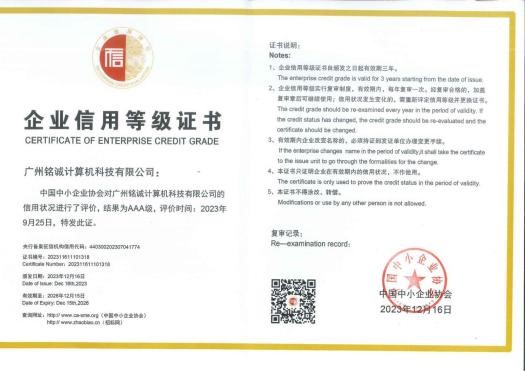 信
企业信用等级证书
CERTIFICATE OF ENTERPRISE CREDIT GRADE
广州铭诚计算机科技有限公司：
中国中小企业协会对广州铭诚计算机科技有限公司的
信用状况进行了评价，结果为AAA级，评价时间：2023年
9月25日，特发此证。
央行备案征信机构信用代码：440300202307041774
证书编号：202311611101318
Certificate Number: 202311611101318
颁发日期：2023年12月16日
Date of Issue: Dec 16th,2023
有效期至：2026年12月15日
Date of Expiry: Dec 15th,2026
查询网址：http://www.ca-sme.org（中国中小企业协会）
http://www.zhaobiao.cn（招标网）
证书说明：
Notes:
1、企业信用等级证书自颁发之日起有效期三年。
The enterprise credit grade is valid for 3 years starting from the date of issue.
2、企业信用等级实行复审制度。有效期内，每年复审一次。经复审合格的，加盖
复审章后可继续使用；信用状况发生变化的，需重新评定信用等级并更换证书。
The credit grade should be re-examined every year in the period of validity. If
the credit status has changed, the credit grade should be re-evaluated and the
certificate should be changed.
3、有效期内企业改变名称的，必须持证到发证单位办理变更手续。
If the enterprise changes name in the period of validity,it shall take the certificate
to the issue unit to go through the formalities for the change.
4、本证书只证明企业在有效期内的信用状况，不作他用。
The certificate is only used to prove the credit status in the period of validity.
5、本证书不得涂改、转借。
Modifications or use by any other person is not allowed.
复审记录：
Re—examination record:
中国中小企业协会
中国中小企业协会
2023年12月16日